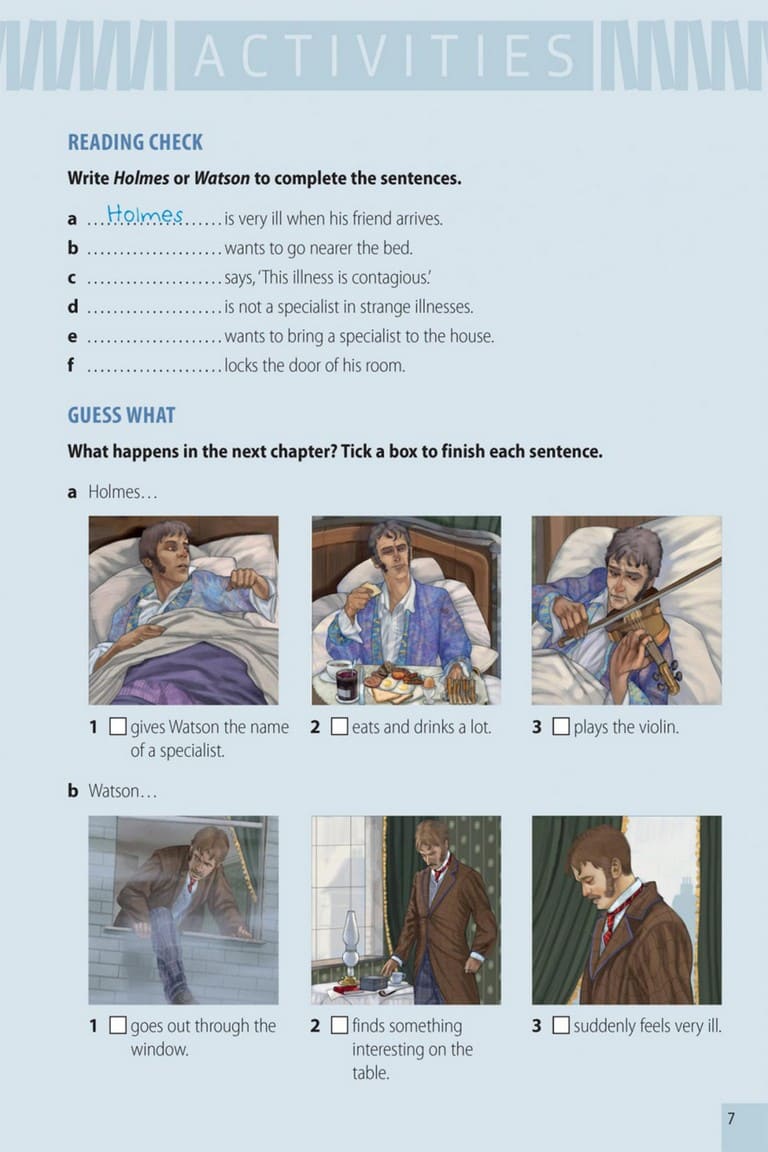 ACTIVITIES
READING CHECK
Write Holmes or Watson to complete the sentences.
a ...Holmes...... is very ill when his friend arrives.
b ..................... wants to go nearer the bed.
c ..................... says, 'This illness is contagious.'
d ..................... is not a specialist in strange illnesses.
e ..................... wants to bring a specialist to the house.
f ..................... locks the door of his room.
GUESS WHAT
What happens in the next chapter? Tick a box to finish each sentence.
a Holmes...
1 gives Watson the name
of a specialist.
2 eats and drinks a lot.
3 plays the violin.
b Watson...
1 goes out through the
window.
2 finds something
interesting on the
table.
3 suddenly feels very ill.
7